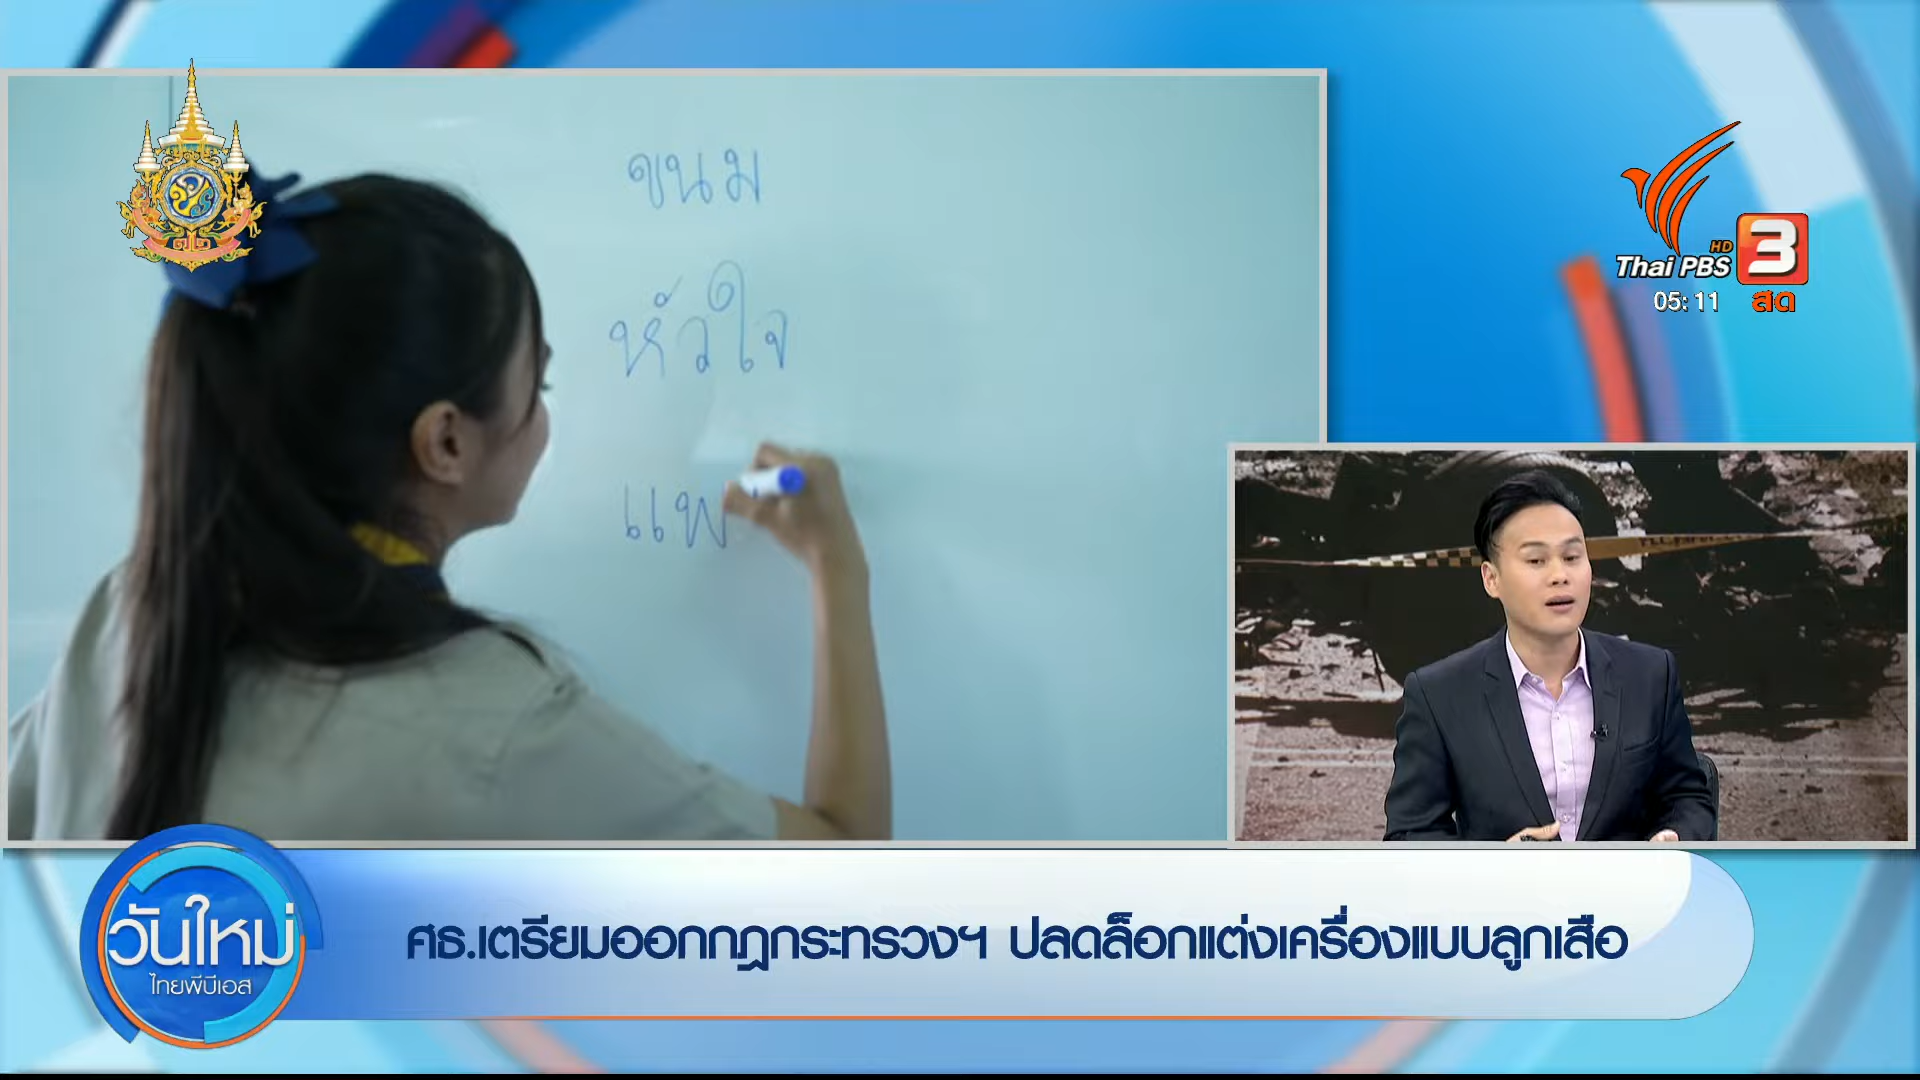 ขนม
หัวใจ
แพ
๗๒
Thai PBS HD 3
05:11 สด
วันใหม่
ไทยพีบีเอส
ศธ.เตรียมออกกฎกระทรวงฯ ปลดล็อกแต่งเครื่องแบบลูกเสือ